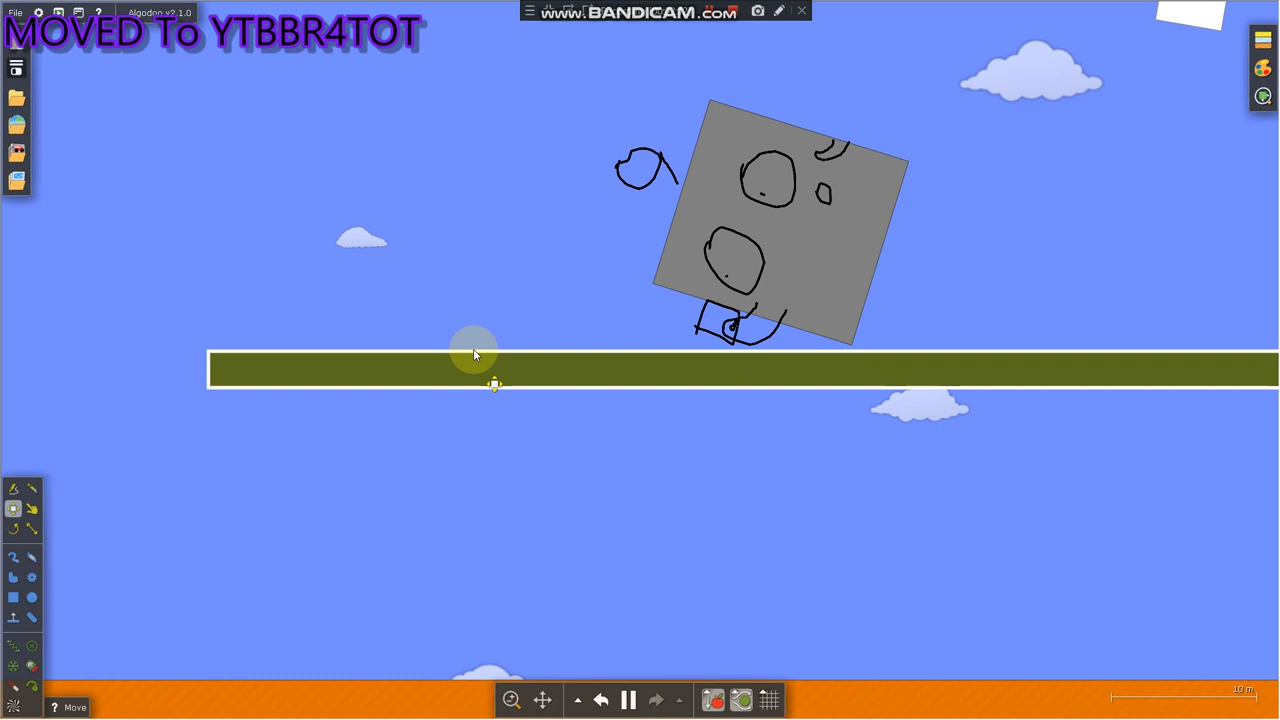 File
?
Algodoo v2.1.0
www.BANDICAM.com
MOVED To YTBBR4TOT
10 m
? Move